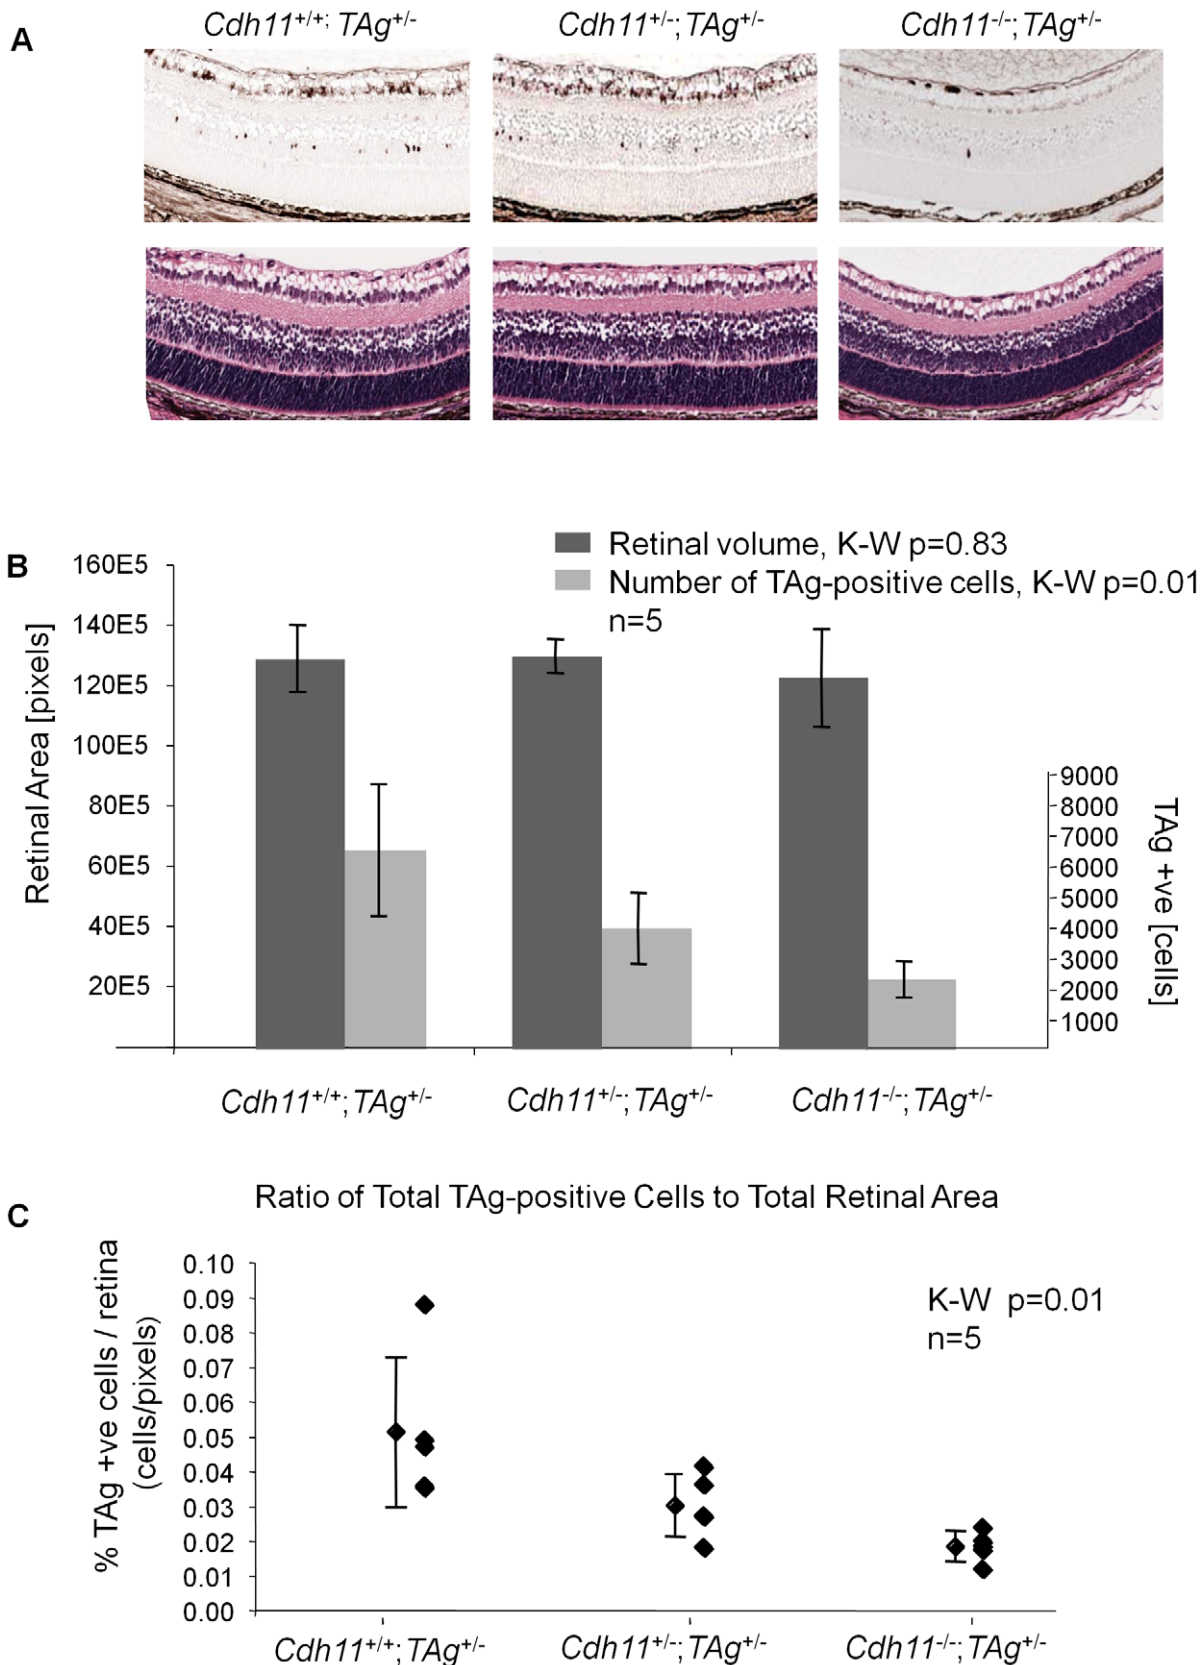 A
Cdh11+/+; TAg+/-
Cdh11+/-; TAg+/-
Cdh11-/-; TAg+/-
B
Retinal volume, K-W p=0.83
Number of TAg-positive cells, K-W p=0.01
n=5
Retinal Area [pixels]
160E5
140E5
120E5
100E5
80E5
60E5
40E5
20E5
9000
8000
7000
6000
5000
4000
3000
2000
1000
TAg +ve [cells]
Cdh11+/+; TAg+/-
Cdh11+/-; TAg+/-
Cdh11-/-; TAg+/-
C
Ratio of Total TAg-positive Cells to Total Retinal Area
% TAg +ve cells / retina
(cells/pixels)
0.10
0.09
0.08
0.07
0.06
0.05
0.04
0.03
0.02
0.01
0.00
K-W p=0.01
n=5
Cdh11+/+; TAg+/-
Cdh11+/-; TAg+/-
Cdh11-/-; TAg+/-